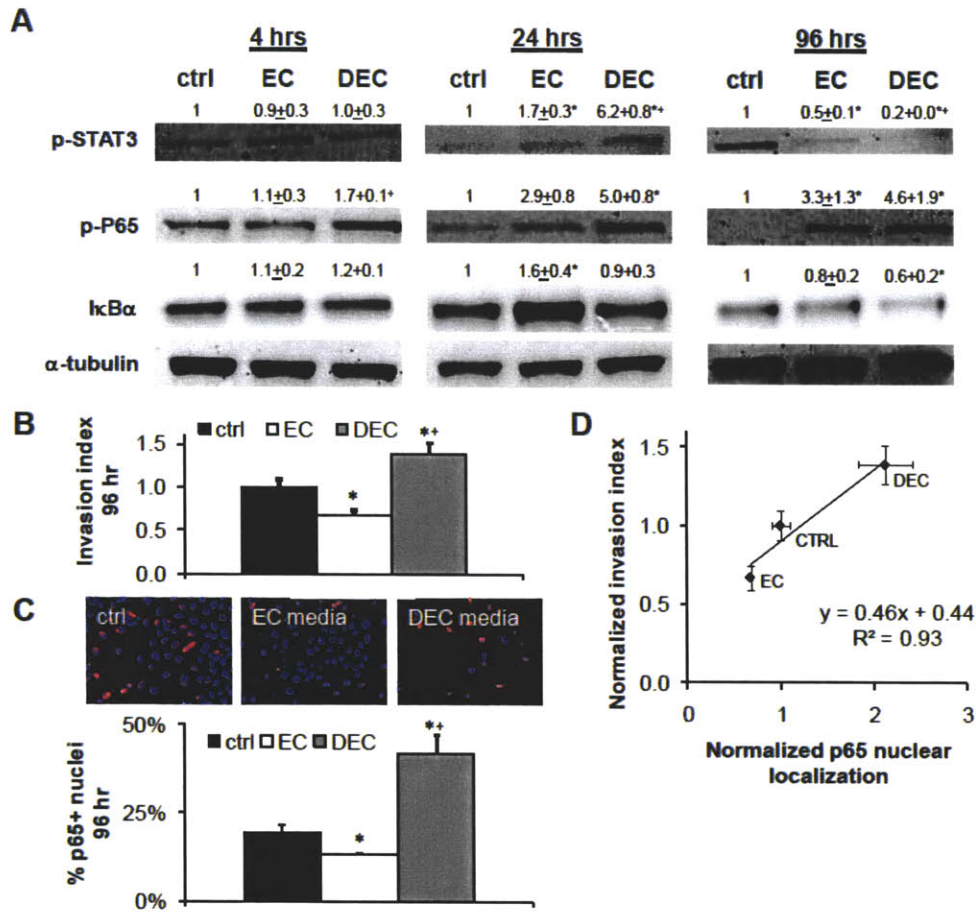 A
4 hrs 24 hrs 96 hrs
ctrl EC DEC ctrl EC DEC ctrl EC DEC
1 0.9±0.3 1.0±0.3 1 1.7±0.3* 6.2+0.8*+ 1 0.5±0.1* 0.2+0.0*+
p-STAT3
1 1.1±0.3 1.7+0.1+ 1 2.9±0.8 5.0+0.8* 1 3.3±1.3* 4.6+1.9*
p-P65
1 1.1±0.2 1.2+0.1 1 1.6±0.4* 0.9+0.3 1 0.8±0.2 0.6+0.2*
IκBα
α-tubulin
B
ctrl EC DEC
Invasion index
96 hr
1.5
1.0
0.5
0.0
*
*+
C
ctrl EC media DEC media
% p65+ nuclei
96 hr
50%
25%
0%
ctrl EC DEC
*
*+
D
Normalized invasion index
1.5
1.0
0.5
0.0
DEC
CTRL
EC
y = 0.46x + 0.44
R² = 0.93
0 1 2 3
Normalized p65 nuclear
localization